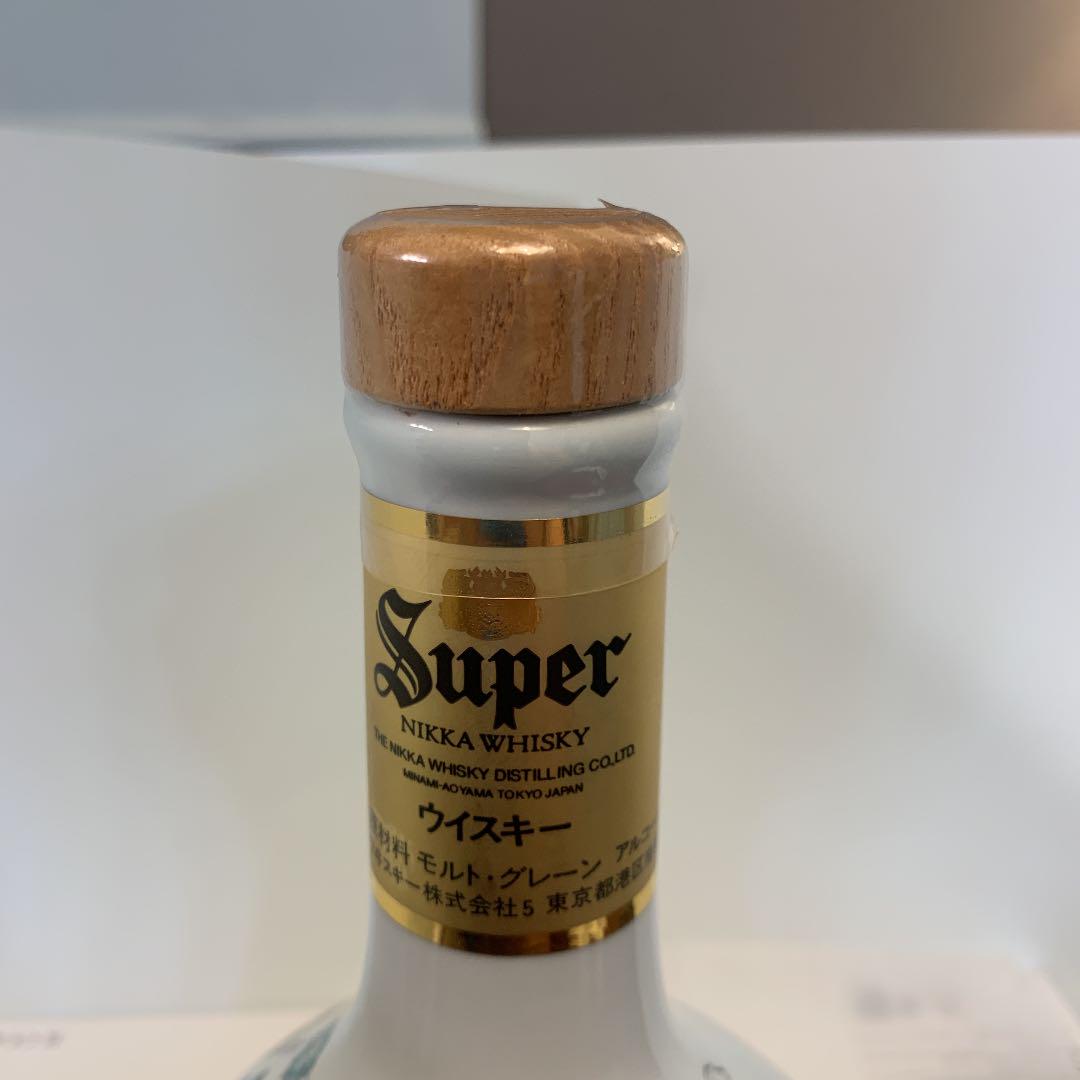 Super
NIKKA WHISKY
THE NIKKA WHISKY DISTILLING CO.,LTD.
MINAMI-AOYAMA TOKYO JAPAN
ウイスキー
材料 モルト・グレーン アルコー
スキー株式会社5 東京都港区